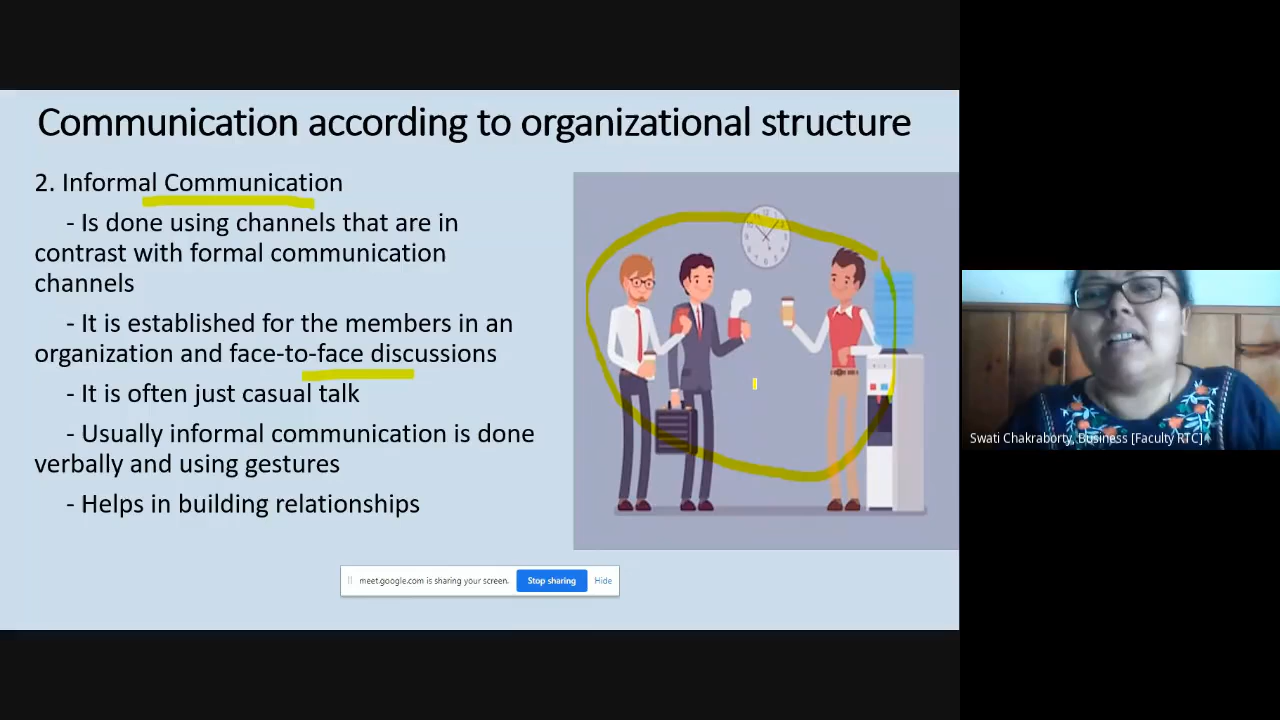 Communication according to organizational structure
2. Informal Communication
- Is done using channels that are in
contrast with formal communication
channels
- It is established for the members in an
organization and face-to-face discussions
- It is often just casual talk
- Usually informal communication is done
verbally and using gestures
- Helps in building relationships
meet.google.com is sharing your screen.
Stop sharing
Hide
Swati Chakraborty, Business [Faculty RTC]